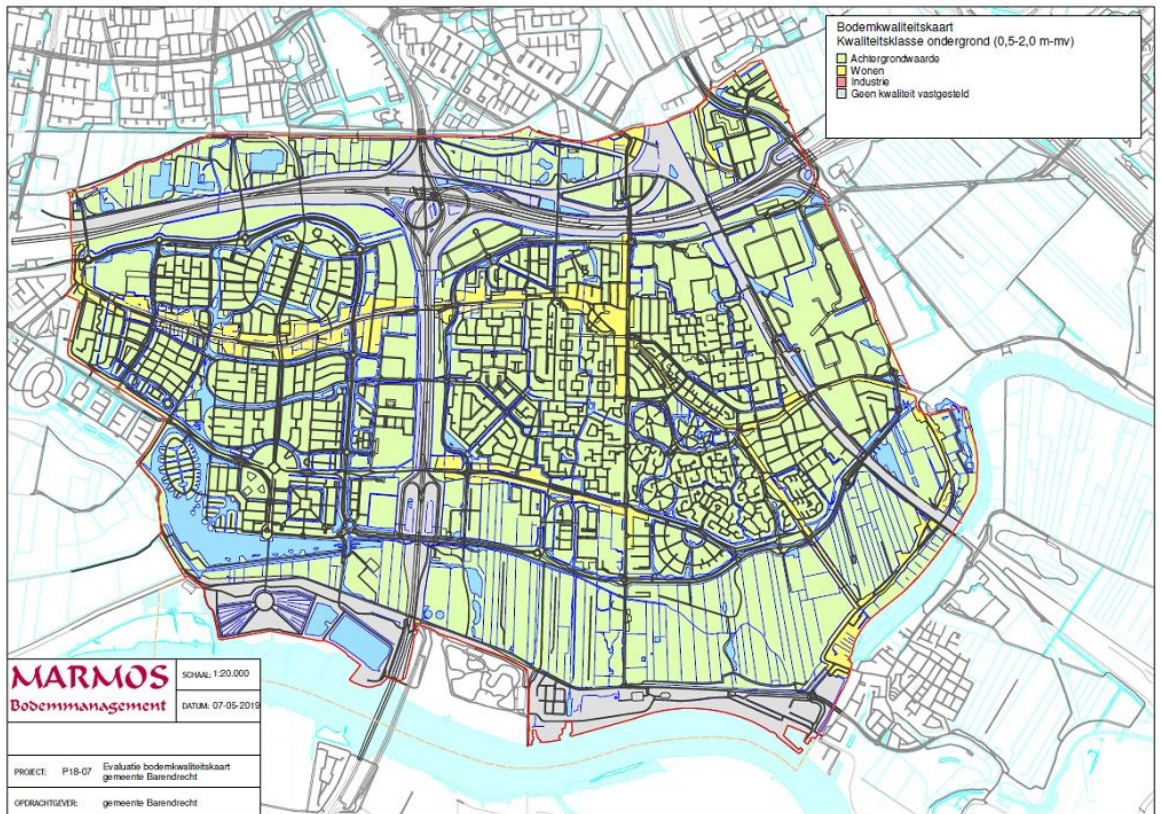 Bodemkwaliteitskaart
Kwaliteitsklasse ondergrond (0,5-2,0 m-mv)
Achtergrondwaarde
Wonen
Industrie
Geen kwaliteit vastgesteld
MARMOS
Bodemmanagement
SCHAAL: 1:20.000
DATUM: 07-05-2019
PROJECT: P18-07 Evaluatie bodemkwaliteitskaart
gemeente Barendrecht
OPDRACHTGEVER: gemeente Barendrecht